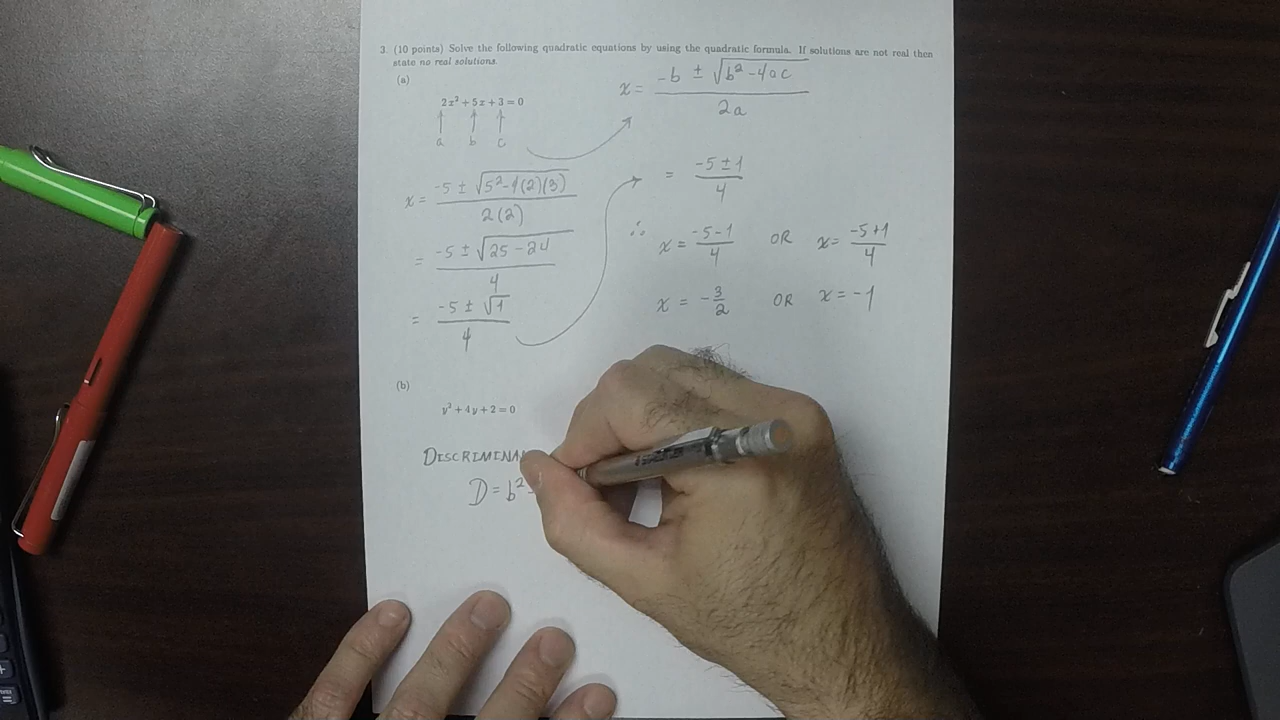 3. (10 points) Solve the following quadratic equations by using the quadratic formula. If solutions are not real then
state no real solutions.
(a)
x = (-b ± √(b² - 4ac)) / 2a
2x² + 5x + 3 = 0
a b c
x = (-5 ± √(5² - 4(2)(3))) / 2(2)
= (-5 ± √(25 - 24)) / 4
= (-5 ± √1) / 4
= (-5 ± 1) / 4
∴ x = (-5 - 1) / 4 OR x = (-5 + 1) / 4
x = -3/2 OR x = -1
(b)
y² + 4y + 2 = 0
DISCRIMINAN
D = b²